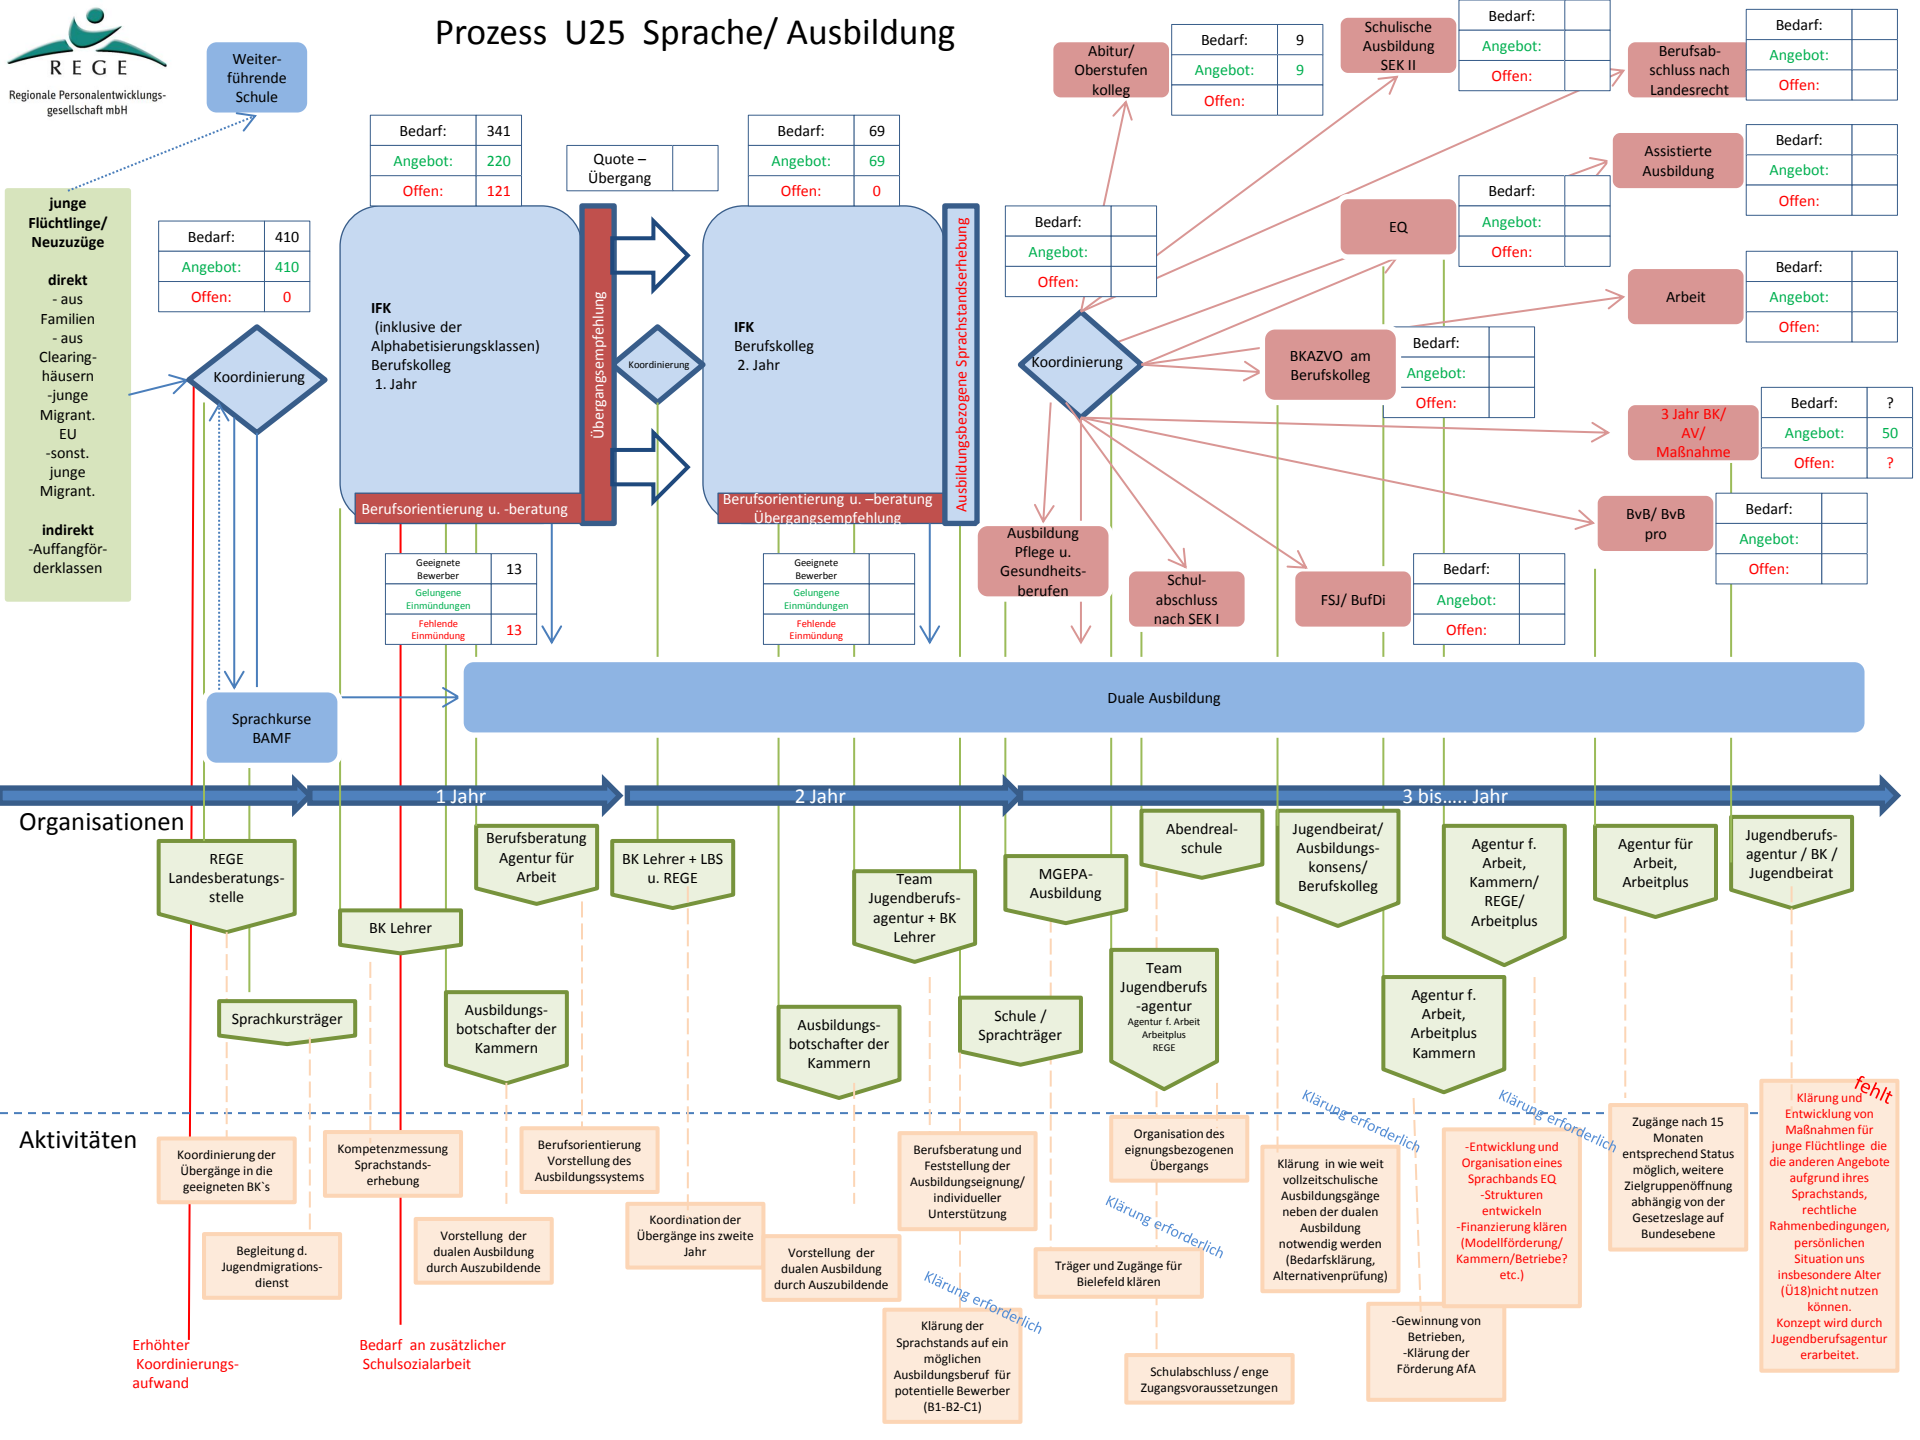 Prozess  U25  Sprache/ Ausbildung
R E G E
Regionale Personalentwicklungs-
gesellschaft mbH
Weiter-
führende
Schule
junge
Flüchtlinge/
Neuzuzüge
direkt
- aus
Familien
- aus
Clearing-
häusern
-junge
Migrant.
EU
-sonst.
junge
Migrant.
indirekt
-Auffangför-
derklassen
Bedarf: 410
Angebot: 410
Offen: 0
Koordinierung
Bedarf: 341
Angebot: 220
Offen: 121
IFK
(inklusive der
Alphabetisierungsklassen)
Berufskolleg
1. Jahr
Berufsorientierung u. -beratung
Übergangsempfehlung
Quote –
Übergang
Koordinierung
Bedarf: 69
Angebot: 69
Offen: 0
IFK
Berufskolleg
2. Jahr
Berufsorientierung u. –beratung
Übergangsempfehlung
Ausbildungsbezogene Sprachstandserhebung
Geeignete
Bewerber 13
Gelungene
Einmündungen
Fehlende
Einmündung 13
Geeignete
Bewerber
Gelungene
Einmündungen
Fehlende
Einmündung
Bedarf:
Angebot:
Offen:
Koordinierung
Abitur/
Oberstufen
kolleg
Bedarf: 9
Angebot: 9
Offen:
Schulische
Ausbildung
SEK II
Bedarf:
Angebot:
Offen:
Berufsab-
schluss nach
Landesrecht
Bedarf:
Angebot:
Offen:
Assistierte
Ausbildung
Bedarf:
Angebot:
Offen:
EQ
Bedarf:
Angebot:
Offen:
Arbeit
Bedarf:
Angebot:
Offen:
BKAZVO  am
Berufskolleg
Bedarf:
Angebot:
Offen:
3 Jahr BK/
AV/
Maßnahme
Bedarf: ?
Angebot: 50
Offen: ?
BvB/ BvB
pro
Bedarf:
Angebot:
Offen:
Ausbildung
Pflege u.
Gesundheits-
berufen
Schul-
abschluss
nach SEK I
FSJ/ BufDi
Bedarf:
Angebot:
Offen:
Sprachkurse
BAMF
Duale Ausbildung
1 Jahr
2 Jahr
3 bis….. Jahr
Organisationen
REGE
Landesberatungs-
stelle
Sprachkursträger
BK Lehrer
Berufsberatung
Agentur für
Arbeit
Ausbildungs-
botschafter der
Kammern
BK Lehrer + LBS
u. REGE
Ausbildungs-
botschafter der
Kammern
Team
Jugendberufs-
agentur + BK
Lehrer
Schule /
Sprachträger
MGEPA-
Ausbildung
Team
Jugendberufs
-agentur
Agentur f. Arbeit
Arbeitplus
REGE
Abendreal-
schule
Jugendbeirat/
Ausbildungs-
konsens/
Berufskolleg
Agentur f.
Arbeit,
Arbeitplus
Kammern
Agentur f.
Arbeit,
Kammern/
REGE/
Arbeitplus
Agentur für
Arbeit,
Arbeitplus
Jugendberufs-
agentur / BK /
Jugendbeirat
Aktivitäten
Koordinierung der
Übergänge in die
geeigneten BK`s
Begleitung d.
Jugendmigrations-
dienst
Erhöhter
Koordinierungs-
aufwand
Kompetenzmessung
Sprachstands-
erhebung
Bedarf  an zusätzlicher
Schulsozialarbeit
Vorstellung  der
dualen Ausbildung
durch Auszubildende
Berufsorientierung
Vorstellung des
Ausbildungssystems
Koordination der
Übergänge ins zweite
Jahr
Vorstellung  der
dualen Ausbildung
durch Auszubildende
Berufsberatung und
Feststellung der
Ausbildungseignung/
individueller
Unterstützung
Klärung erforderlich
Klärung der
Sprachstands auf ein
möglichen
Ausbildungsberuf  für
potentielle Bewerber
(B1-B2-C1)
Organisation des
eignungsbezogenen
Übergangs
Klärung erforderlich
Träger und Zugänge für
Bielefeld klären
Schulabschluss / enge
Zugangsvoraussetzungen
Klärung erforderlich
Klärung  in wie weit
vollzeitschulische
Ausbildungsgänge
neben der dualen
Ausbildung
notwendig werden
(Bedarfsklärung,
Alternativenprüfung)
-Gewinnung von
Betrieben,
-Klärung der
Förderung AfA
Klärung erforderlich
-Entwicklung und
Organisation eines
Sprachbands EQ
-Strukturen
entwickeln
-Finanzierung klären
(Modellförderung/
Kammern/Betriebe?
etc.)
Zugänge nach 15
Monaten
entsprechend Status
möglich, weitere
Zielgruppenöffnung
abhängig von der
Gesetzeslage auf
Bundesebene
fehlt
Klärung und
Entwicklung von
Maßnahmen für
junge Flüchtlinge  die
die anderen Angebote
aufgrund ihres
Sprachstands,
rechtliche
Rahmenbedingungen,
persönlichen
Situation uns
insbesondere Alter
(Ü18)nicht nutzen
können.
Konzept wird durch
Jugendberufsagentur
erarbeitet.